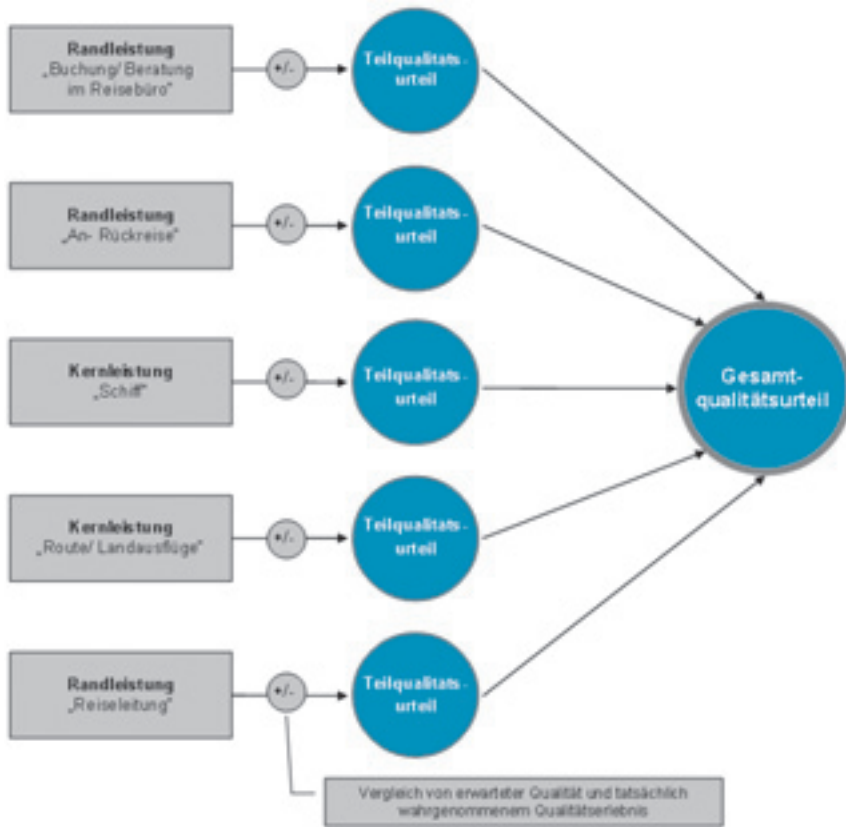 Randleistung
„Buchung/ Beratung
im Reisebüro"
+/-
Teilqualitäts-
urteil
Randleistung
„An- Rückreise"
+/-
Teilqualitäts-
urteil
Kernleistung
„Schiff"
+/-
Teilqualitäts-
urteil
Gesamt-
qualitätsurteil
Kernleistung
„Route/ Landausflüge"
+/-
Teilqualitäts-
urteil
Randleistung
„Reiseleitung"
+/-
Teilqualitäts-
urteil
Vergleich von erwarteter Qualität und tatsächlich
wahrgenommenem Qualitätserlebnis